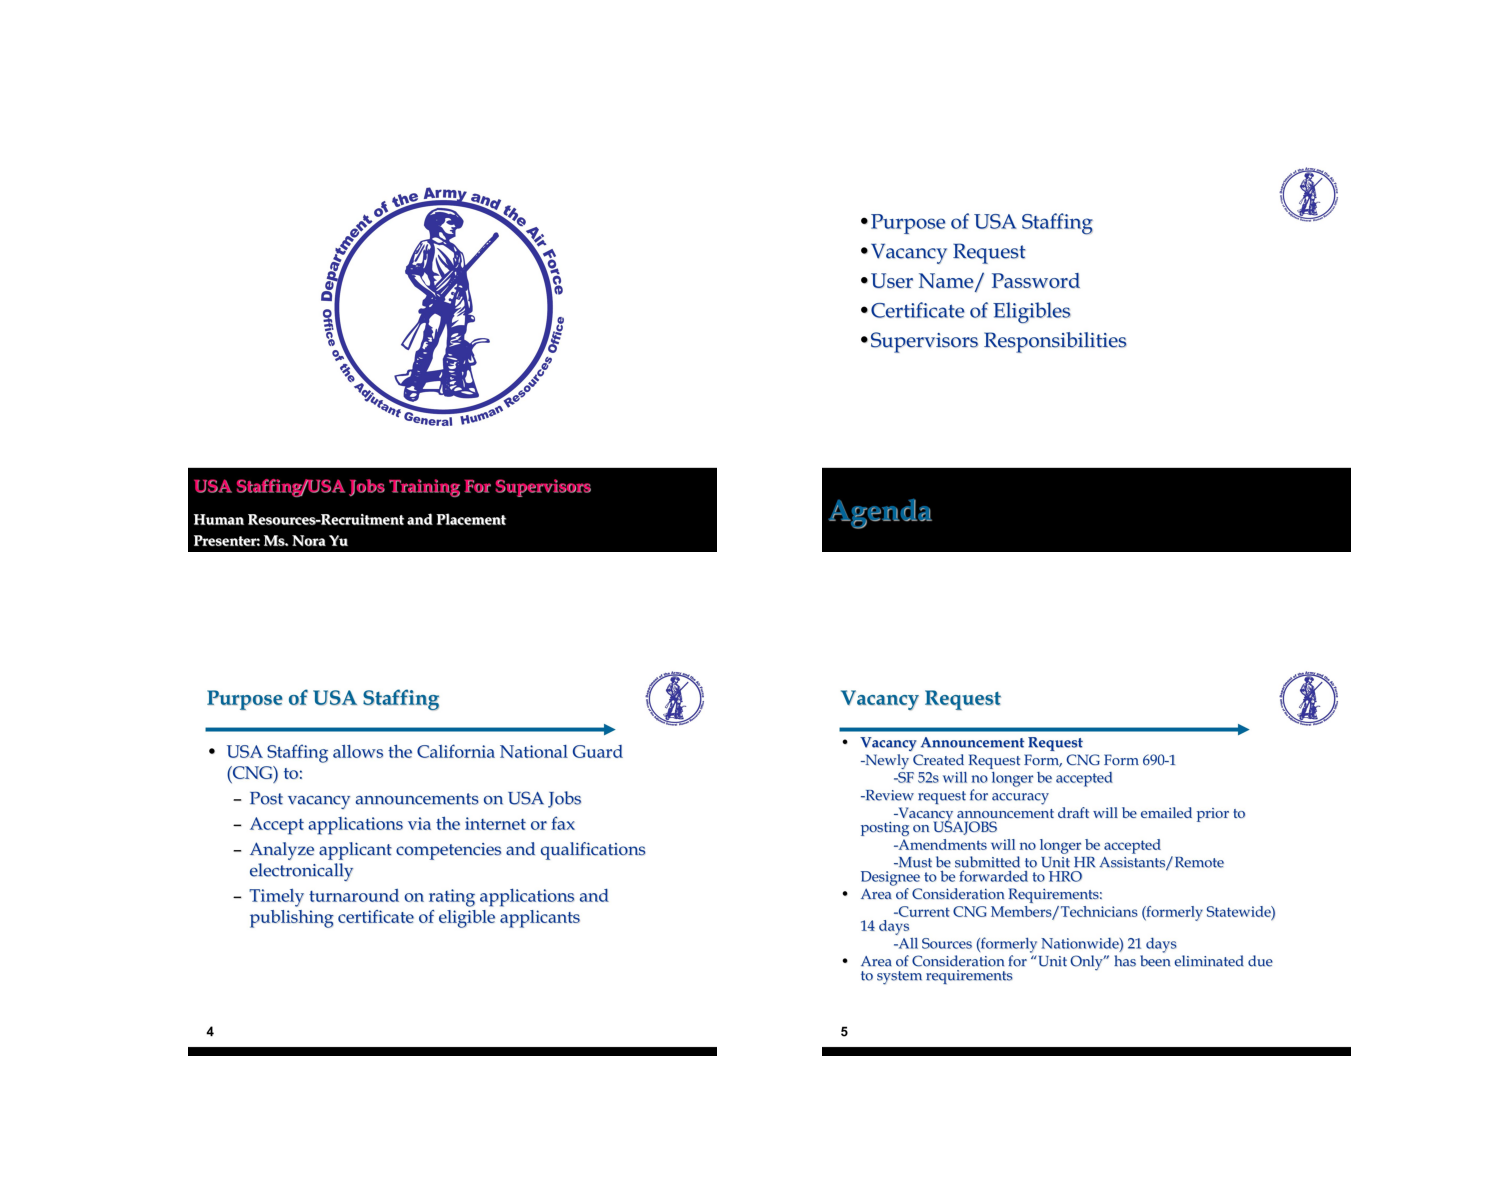 Department of the Army and the Air Force
Office of the Adjutant General Human Resources Office
USA Staffing/USA Jobs Training For Supervisors
Human Resources-Recruitment and Placement
Presenter: Ms. Nora Yu
•Purpose of USA Staffing
•Vacancy Request
•User Name/ Password
•Certificate of Eligibles
•Supervisors Responsibilities
Agenda
Purpose of USA Staffing
• USA Staffing allows the California National Guard
(CNG) to:
– Post vacancy announcements on USA Jobs
– Accept applications via the internet or fax
– Analyze applicant competencies and qualifications
electronically
– Timely turnaround on rating applications and
publishing certificate of eligible applicants
4
Vacancy Request
• Vacancy Announcement Request
-Newly Created Request Form, CNG Form 690-1
-SF 52s will no longer be accepted
-Review request for accuracy
-Vacancy announcement draft will be emailed prior to
posting on USAJOBS
-Amendments will no longer be accepted
-Must be submitted to Unit HR Assistants/Remote
Designee to be forwarded to HRO
• Area of Consideration Requirements:
-Current CNG Members/Technicians (formerly Statewide)
14 days
-All Sources (formerly Nationwide) 21 days
• Area of Consideration for “Unit Only” has been eliminated due
to system requirements
5